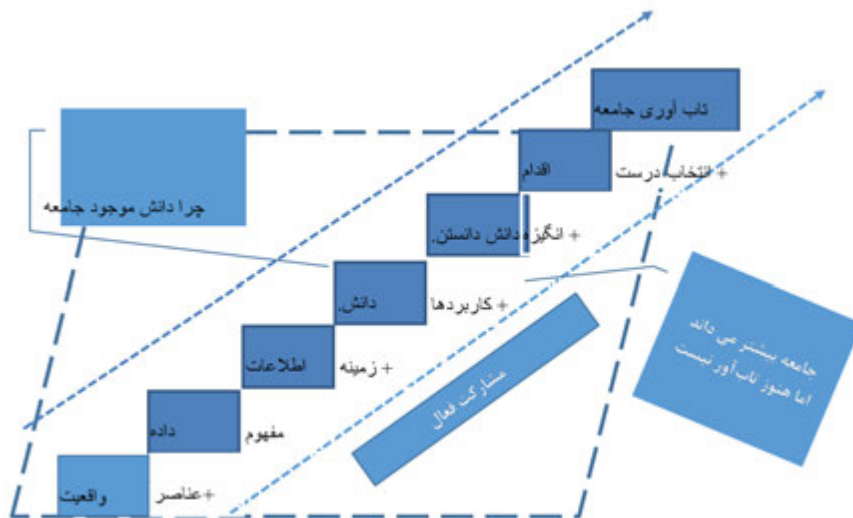 تاب آوری جامعه
اقدام
+ انتخاب درست
چرا دانش موجود جامعه
دانش دانستن.
+ انگیزه
دانش.
+ کاربردها
اطلاعات
+ زمینه
داده
مفهوم
واقعیت
+عناصر
مشارکت فعال
جامعه بیشتر می داند
اما هنوز تاب‌آور نیست